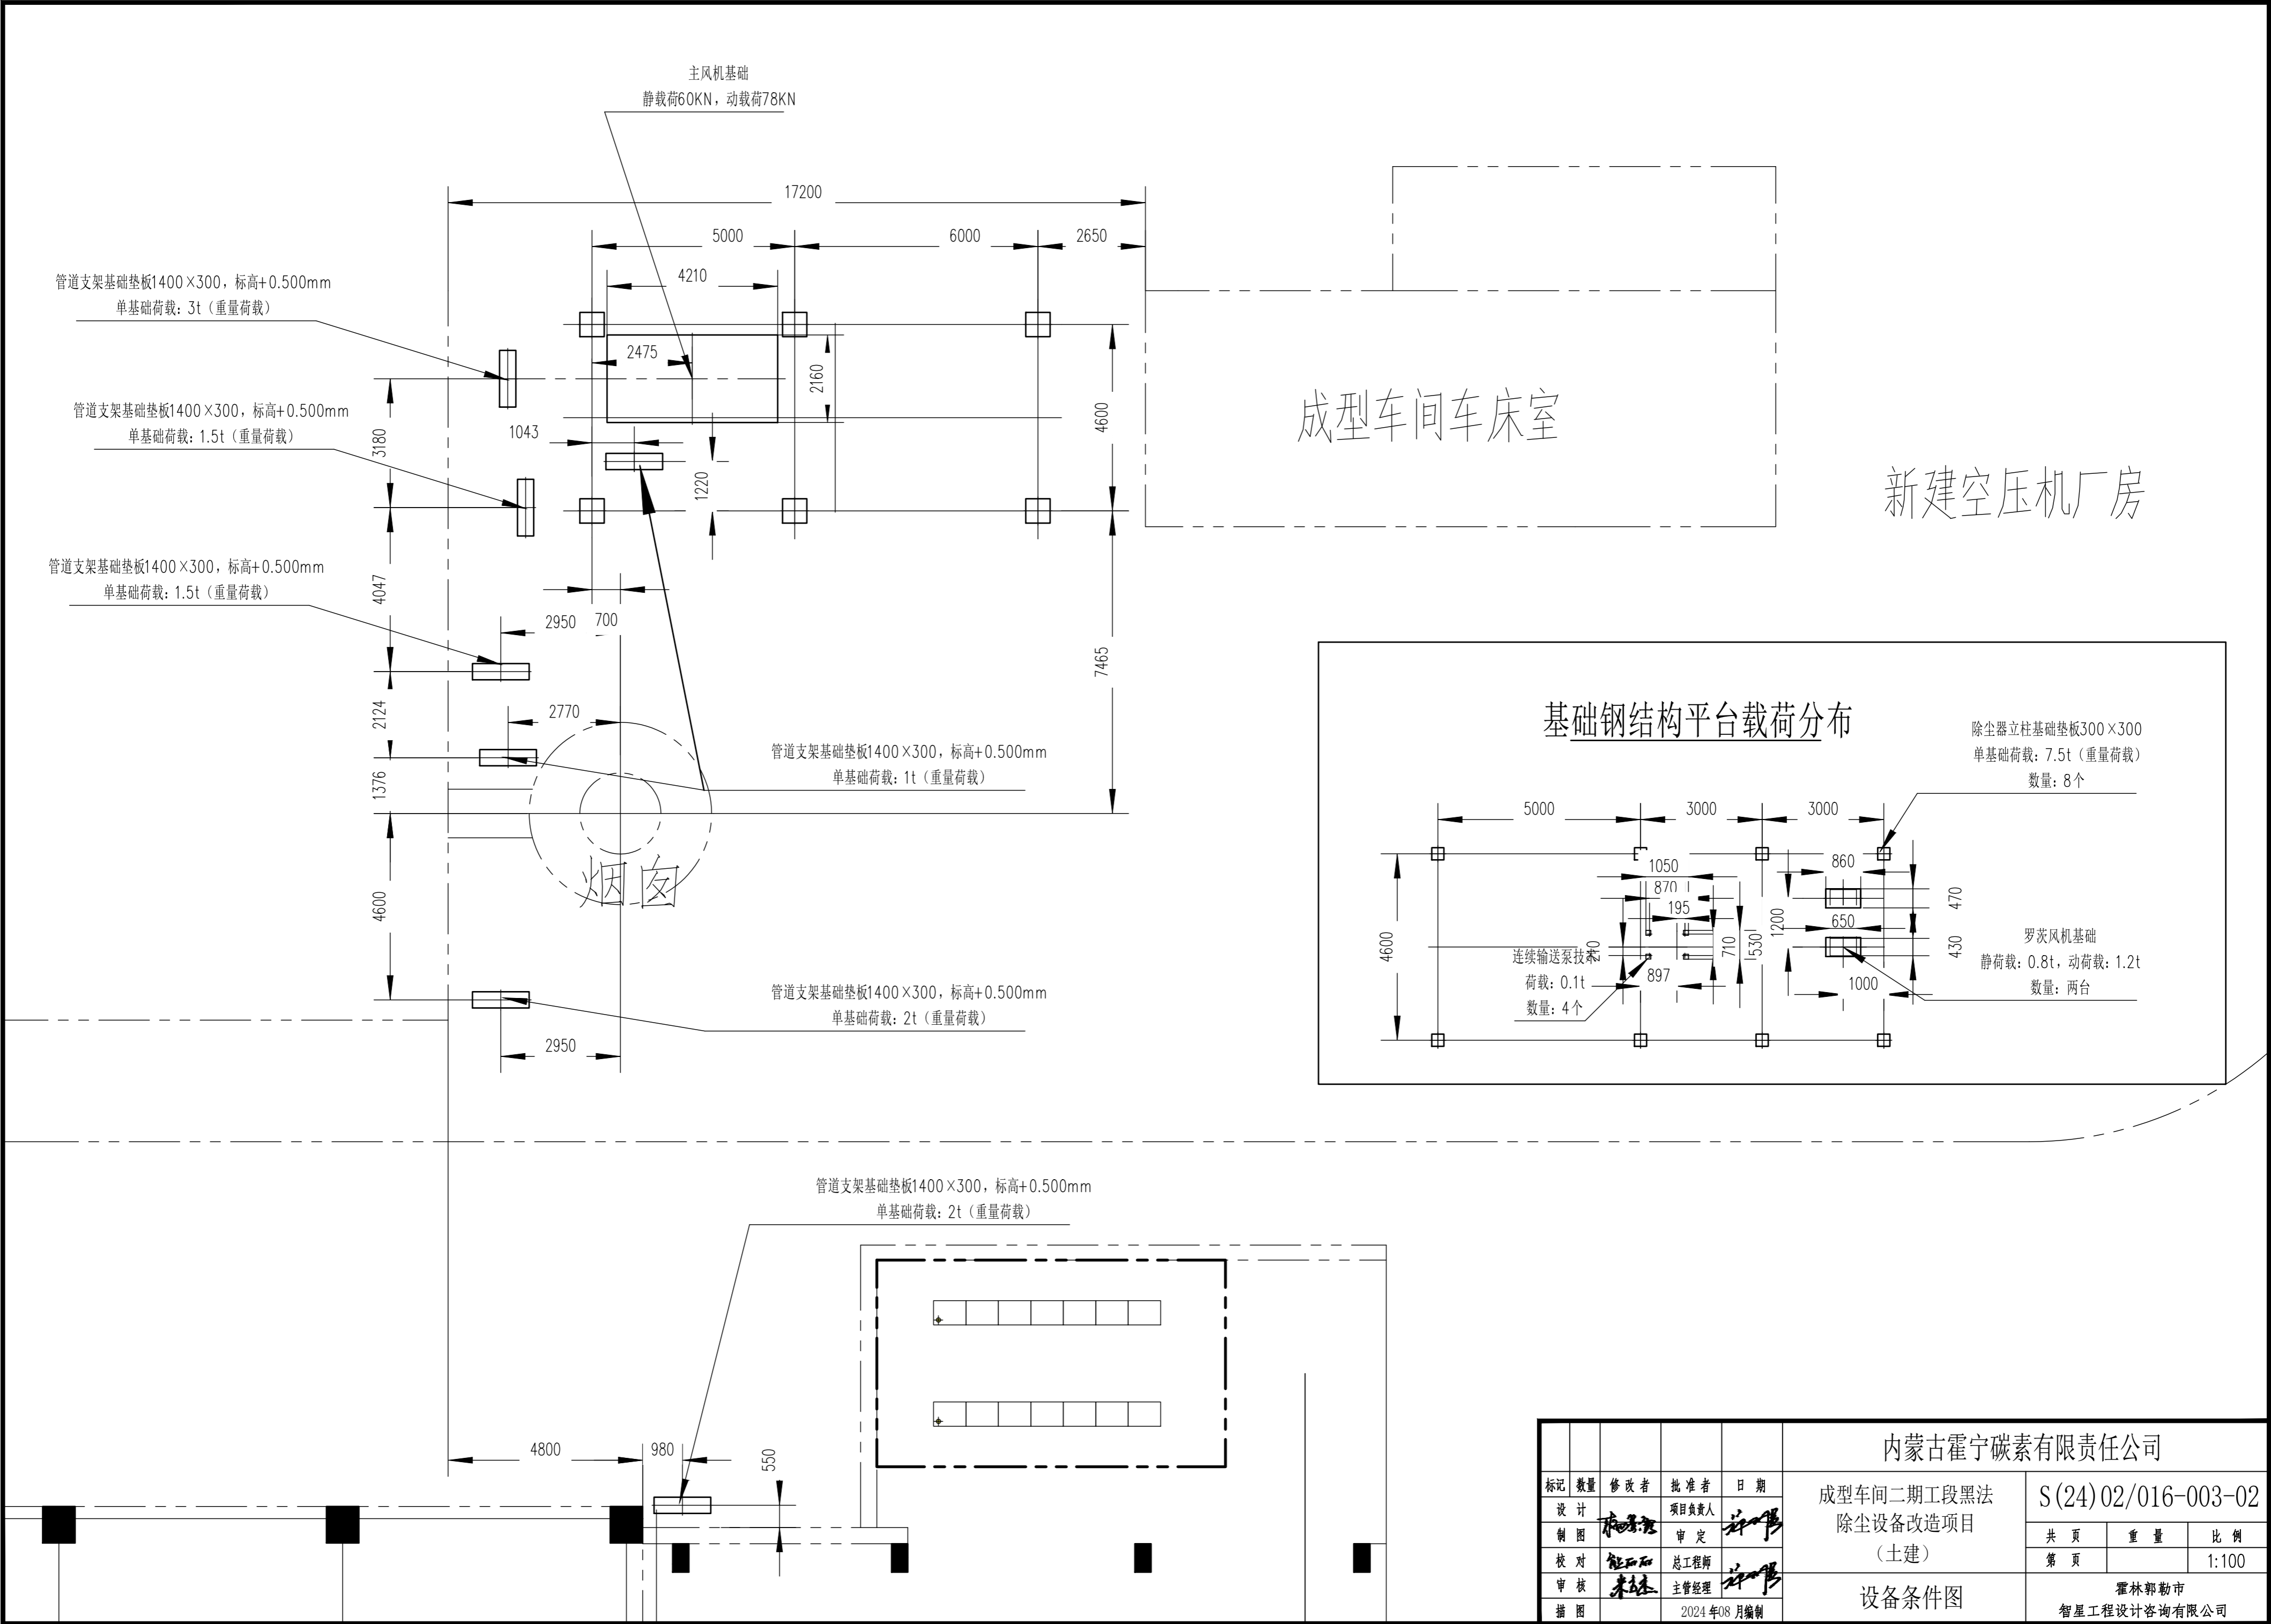 主风机基础
静载荷60KN，动载荷78KN
17200
5000
6000
2650
4210
管道支架基础垫板1400×300，标高+0.500mm
单基础荷载：3t（重量荷载）
2475
2160
4600
管道支架基础垫板1400×300，标高+0.500mm
单基础荷载：1.5t（重量荷载）
3180
1043
1220
成型车间车床室
新建空压机厂房
管道支架基础垫板1400×300，标高+0.500mm
单基础荷载：1.5t（重量荷载）
4047
2950
700
7465
2124
2770
1376
管道支架基础垫板1400×300，标高+0.500mm
单基础荷载：1t（重量荷载）
烟囱
4600
管道支架基础垫板1400×300，标高+0.500mm
单基础荷载：2t（重量荷载）
2950
基础钢结构平台载荷分布
除尘器立柱基础垫板300×300
单基础荷载：7.5t（重量荷载）
数量：8个
5000
3000
3000
1050
860
870
195
470
1200
650
4600
710
530
430
连续输送泵技术
荷载：0.1t
数量：4个
897
罗茨风机基础
静荷载：0.8t，动荷载：1.2t
数量：两台
1000
管道支架基础垫板1400×300，标高+0.500mm
单基础荷载：2t（重量荷载）
4800
980
550
内蒙古霍宁碳素有限责任公司
标记 数量 修改者 批准者 日期
设计 项目负责人
制图 审定
校对 总工程师
审核 主管经理
描图 2024年08月编制
成型车间二期工段黑法
除尘设备改造项目
（土建）
设备条件图
S(24)02/016-003-02
共 页 重量 比例
第 页 1:100
霍林郭勒市
智星工程设计咨询有限公司